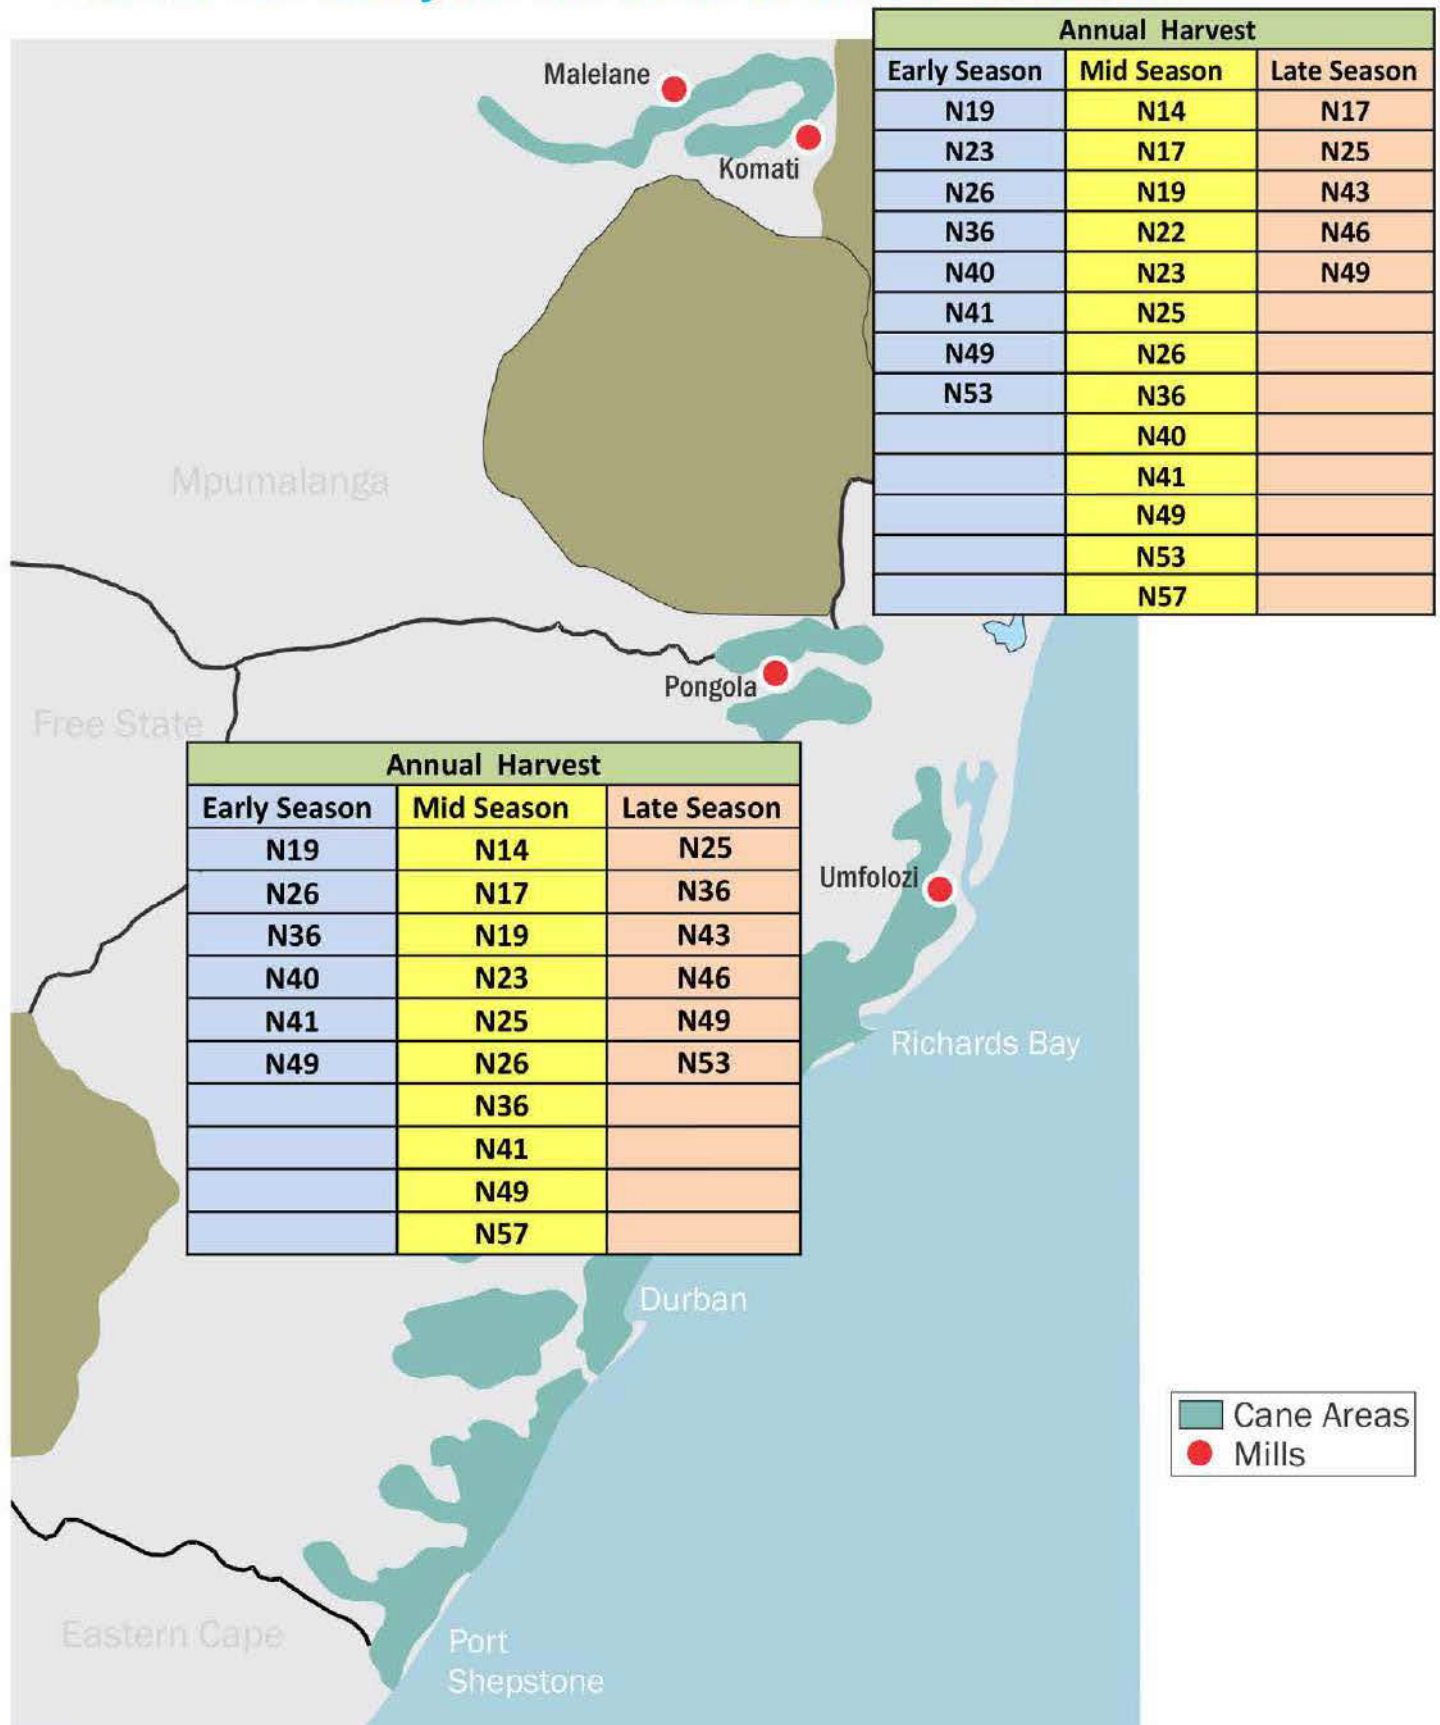 Annual Harvest
Early Season Mid Season Late Season
N19 N14 N17
N23 N17 N25
N26 N19 N43
N36 N22 N46
N40 N23 N49
N41 N25
N49 N26
N53 N36
N40
N41
N49
N53
N57
Malelane
Komati
Mpumalanga
Pongola
Free State
Annual Harvest
Early Season Mid Season Late Season
N19 N14 N25
N26 N17 N36
N36 N19 N43
N40 N23 N46
N41 N25 N49
N49 N26 N53
N36
N41
N49
N57
Umfolozi
Richards Bay
Durban
Cane Areas
Mills
Eastern Cape
Port
Shepstone